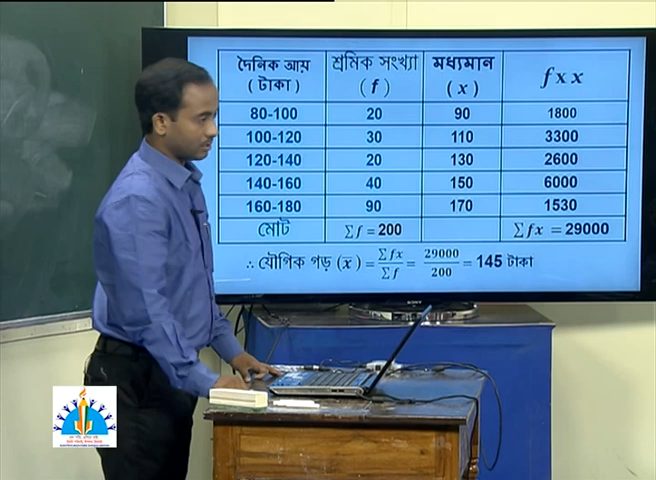 দৈনিক আয় (টাকা) শ্রমিক সংখ্যা (f) মধ্যমান (x) f x x
80-100 20 90 1800
100-120 30 110 3300
120-140 20 130 2600
140-160 40 150 6000
160-180 90 170 1530
মোট ∑f = 200 ∑fx = 29000
∴ যৌগিক গড় (x̅) = ∑fx/∑f = 29000/200 = 145 টাকা
SONY